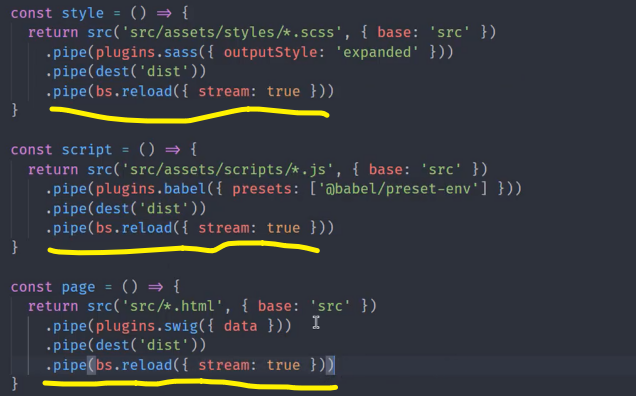 const style = () => {
  return src('src/assets/styles/*.scss', { base: 'src' })
    .pipe(plugins.sass({ outputStyle: 'expanded' }))
    .pipe(dest('dist'))
    .pipe(bs.reload({ stream: true }))
}
const script = () => {
  return src('src/assets/scripts/*.js', { base: 'src' })
    .pipe(plugins.babel({ presets: ['@babel/preset-env'] }))
    .pipe(dest('dist'))
    .pipe(bs.reload({ stream: true }))
}
const page = () => {
  return src('src/*.html', { base: 'src' })
    .pipe(plugins.swig({ data }))
    .pipe(dest('dist'))
    .pipe(bs.reload({ stream: true }))
}